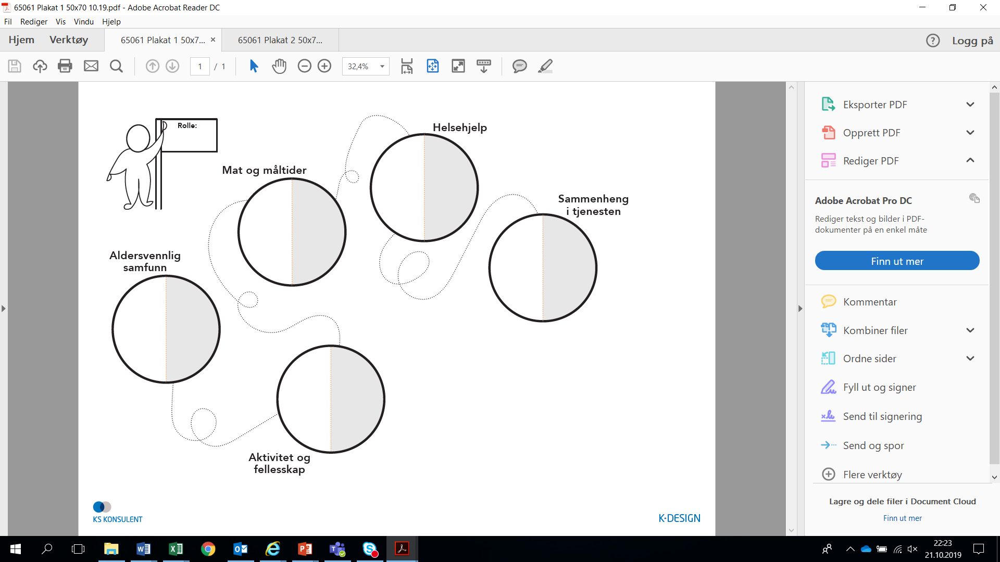 65061 Plakat 1 50x70 10.19.pdf - Adobe Acrobat Reader DC
Fil Rediger Vis Vindu Hjelp
Hjem Verktøy 65061 Plakat 1 50x7... × 65061 Plakat 2 50x7... ? Logg på
1 / 1 32,4%
Rolle:
Helsehjelp
Mat og måltider
Sammenheng
i tjenesten
Aldersvennlig
samfunn
Aktivitet og
fellesskap
KS KONSULENT
K·DESIGN
Eksporter PDF
Opprett PDF
Rediger PDF
Adobe Acrobat Pro DC
Rediger tekst og bilder i PDF-
dokumenter på en enkel måte
Finn ut mer
Kommentar
Kombiner filer
Ordne sider
Fyll ut og signer
Send til signering
Send og spor
Flere verktøy
Lagre og dele filer i Document Cloud
Finn ut mer
22:23
21.10.2019